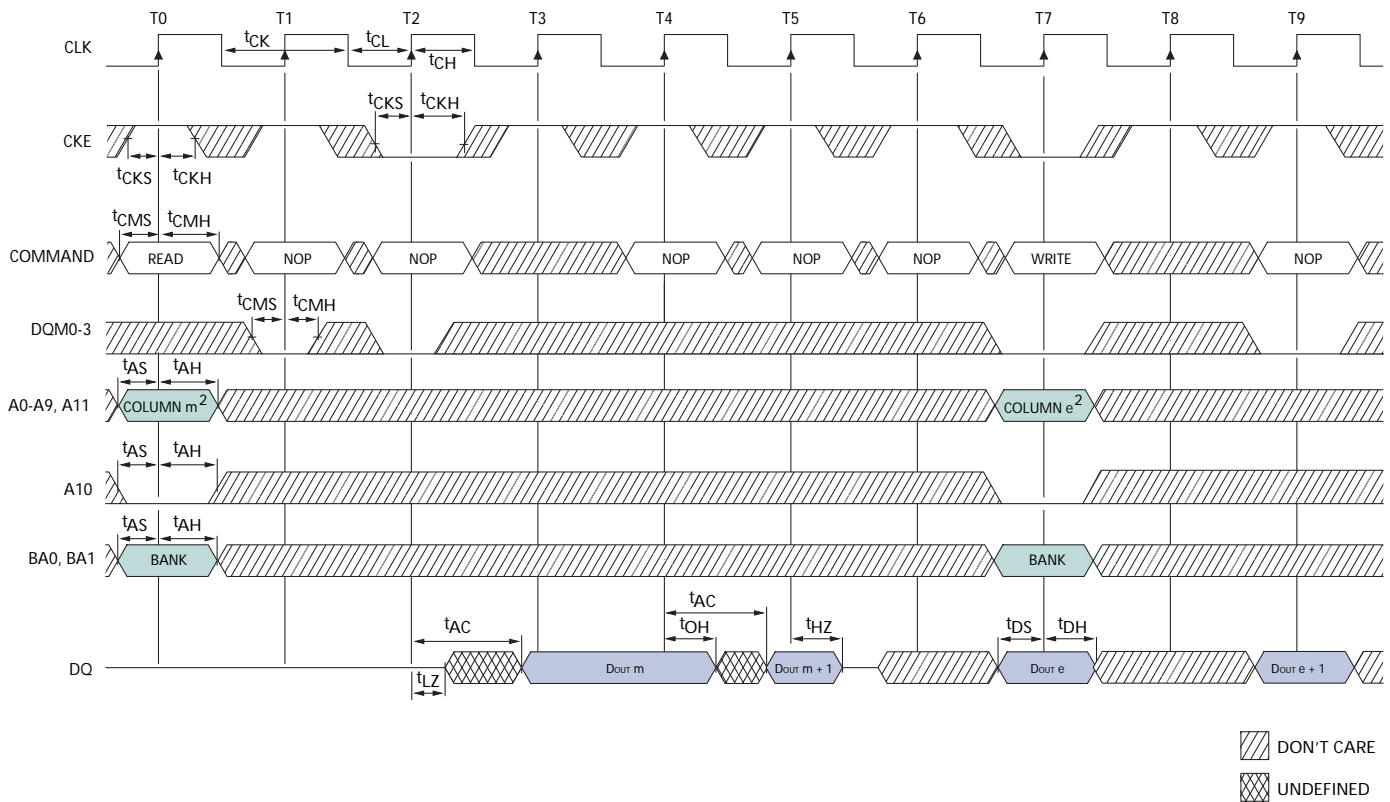 T0 T1 T2 T3 T4 T5 T6 T7 T8 T9
CLK
tCK tCL
tCH
tCKS tCKH
CKE
tCKS tCKH
tCMS tCMH
COMMAND READ NOP NOP NOP NOP NOP WRITE NOP
tCMS tCMH
DQM0-3
tAS tAH
A0-A9, A11 COLUMN m2 COLUMN e2
tAS tAH
A10
tAS tAH
BA0, BA1 BANK BANK
tAC
tAC tOH tHZ tDS tDH
DQ DOUT m DOUT m + 1 DOUT e DOUT e + 1
tLZ
DON'T CARE
UNDEFINED